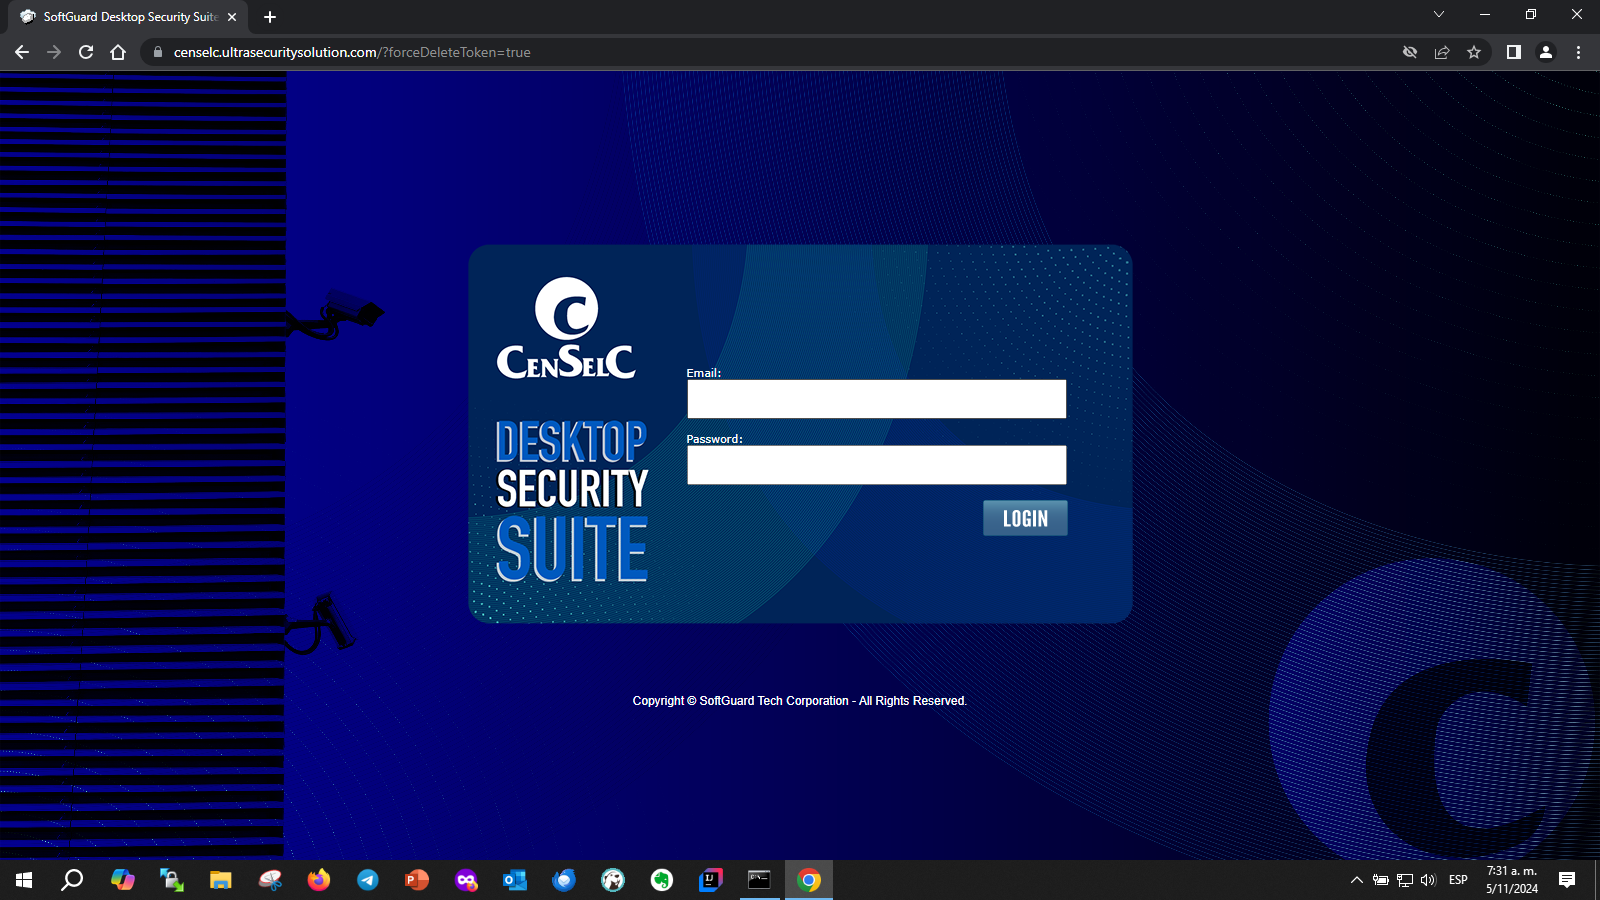 SoftGuard Desktop Security Suite
censelc.ultrasecuritysolution.com/?forceDeleteToken=true
C
CENSELC
DESKTOP
SECURITY
SUITE
Email:
Password:
LOGIN
Copyright © SoftGuard Tech Corporation - All Rights Reserved.
C
ESP
7:31 a. m.
5/11/2024